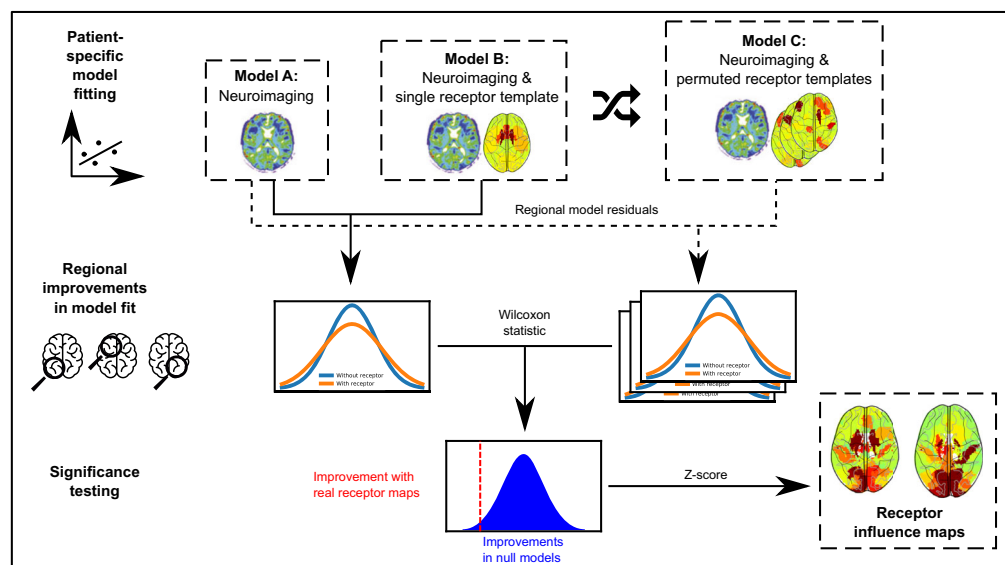 Patient-
specific
model
fitting
Model A:
Neuroimaging
Model B:
Neuroimaging &
single receptor template
Model C:
Neuroimaging &
permuted receptor templates
Regional model residuals
Regional
improvements
in model fit
Without receptor
With receptor
Wilcoxon
statistic
Without receptor
With receptor
With receptor
With receptor
Significance
testing
Improvement with
real receptor maps
Improvements
in null models
Z-score
Receptor
influence maps